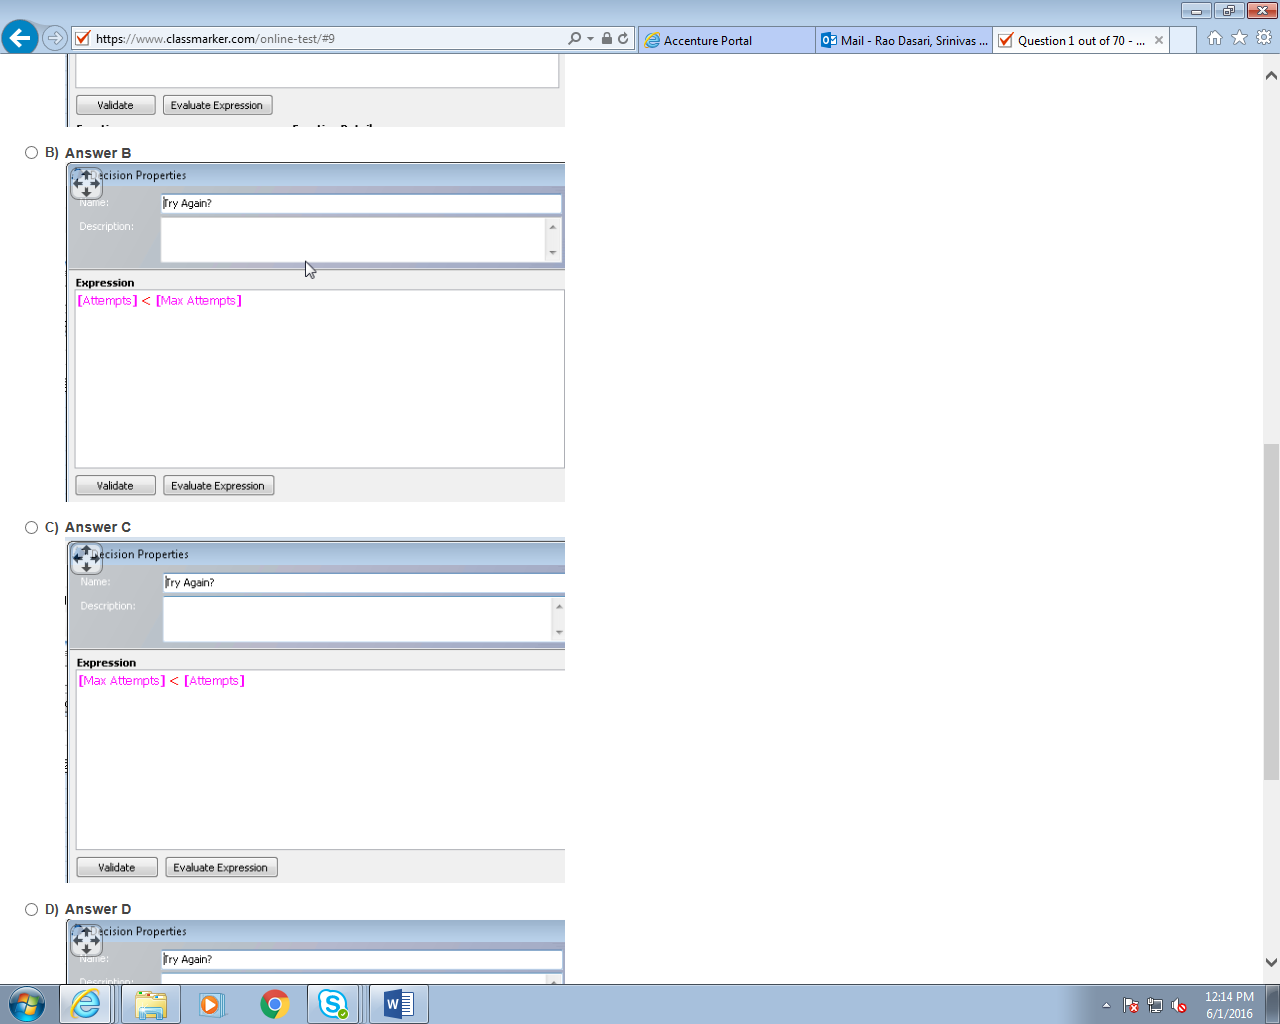 https://www.classmarker.com/online-test/#9
Accenture Portal
Mail - Rao Dasari, Srinivas ...
Question 1 out of 70 - ...
Validate
Evaluate Expression
B) Answer B
Decision Properties
Name:
Try Again?
Description:
Expression
[Attempts] < [Max Attempts]
Validate
Evaluate Expression
C) Answer C
Decision Properties
Name:
Try Again?
Description:
Expression
[Max Attempts] < [Attempts]
Validate
Evaluate Expression
D) Answer D
Decision Properties
Name:
Try Again?
Description:
12:14 PM
6/1/2016